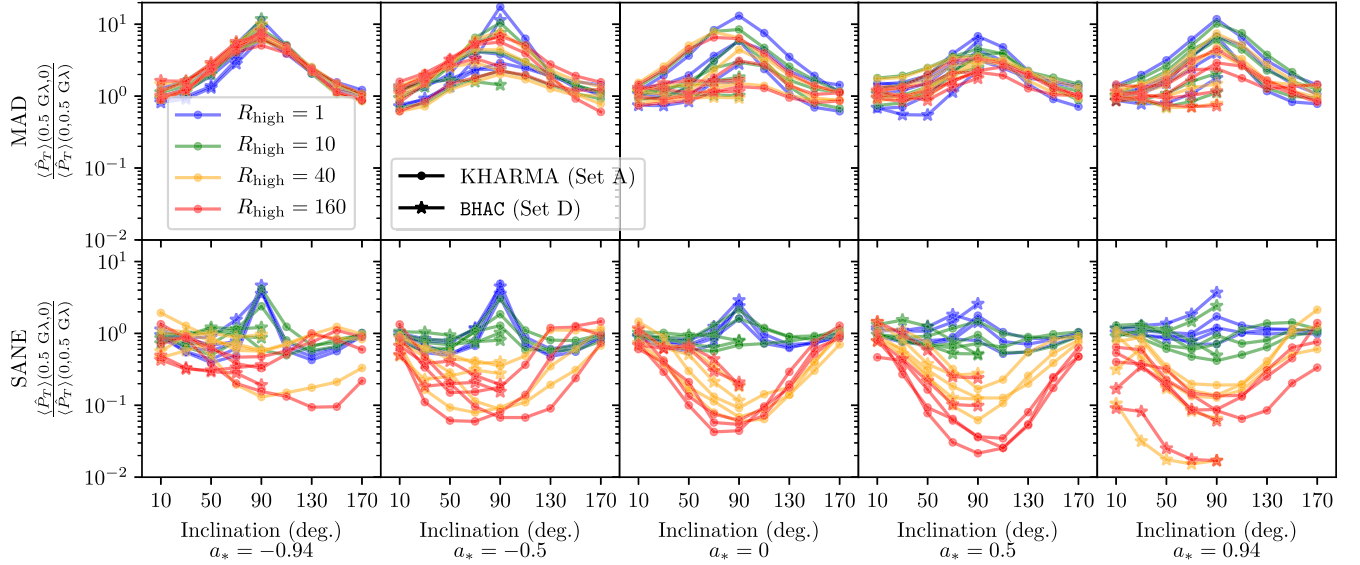 MAD
⟨P̂_T⟩(0.5 Gλ,0)
⟨P̂_T⟩(0,0.5 Gλ)
10^1
10^0
10^−1
10^−2
R_high = 1
R_high = 10
R_high = 40
R_high = 160
KHARMA (Set A)
BHAC (Set D)
SANE
⟨P̂_T⟩(0.5 Gλ,0)
⟨P̂_T⟩(0,0.5 Gλ)
10^1
10^0
10^−1
10^−2
10 50 90 130 170 10 50 90 130 170 10 50 90 130 170 10 50 90 130 170 10 50 90 130 170
Inclination (deg.) Inclination (deg.) Inclination (deg.) Inclination (deg.) Inclination (deg.)
a_* = −0.94 a_* = −0.5 a_* = 0 a_* = 0.5 a_* = 0.94